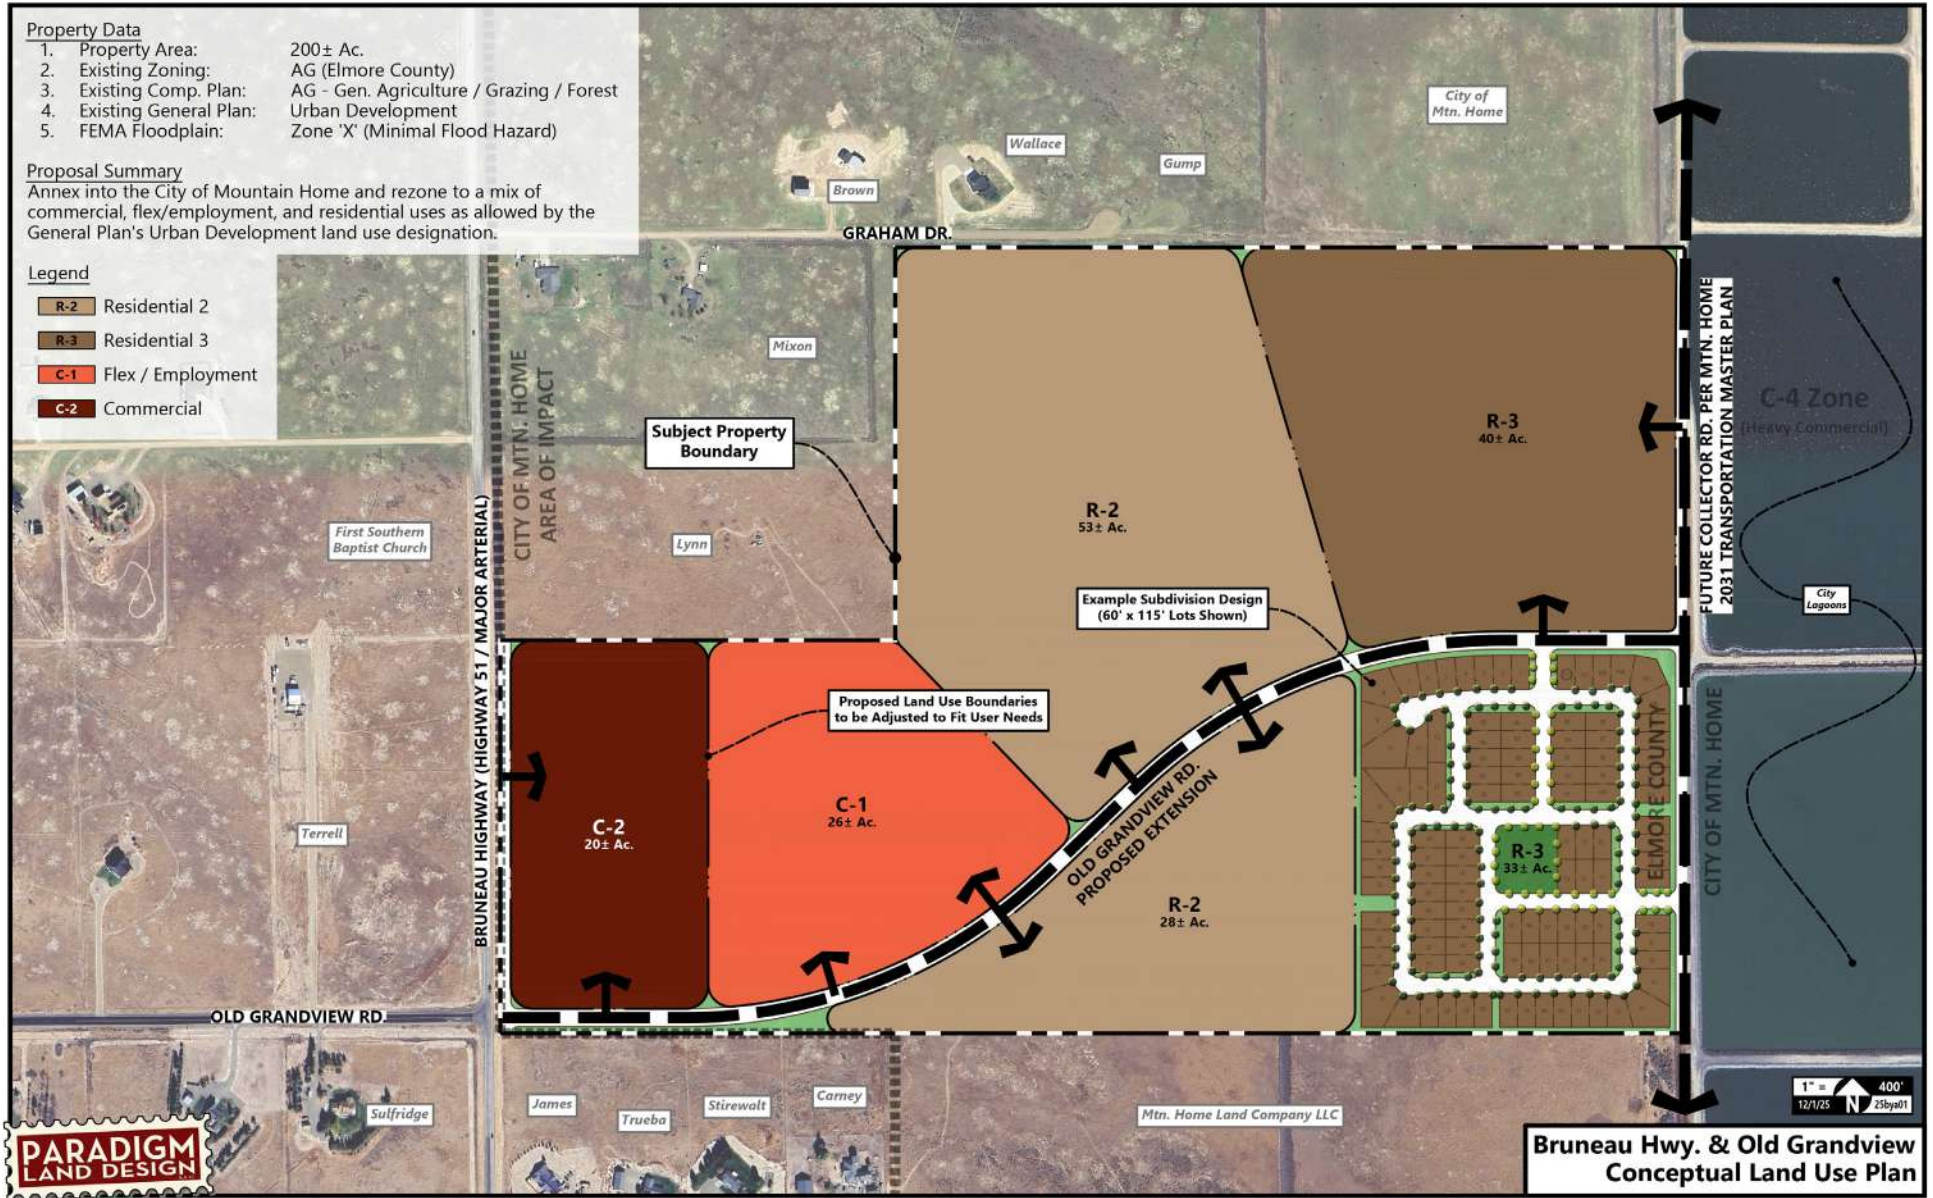 Property Data
1. Property Area: 200± Ac.
2. Existing Zoning: AG (Elmore County)
3. Existing Comp. Plan: AG - Gen. Agriculture / Grazing / Forest
4. Existing General Plan: Urban Development
5. FEMA Floodplain: Zone 'X' (Minimal Flood Hazard)
Proposal Summary
Annex into the City of Mountain Home and rezone to a mix of
commercial, flex/employment, and residential uses as allowed by the
General Plan's Urban Development land use designation.
Legend
R-2 Residential 2
R-3 Residential 3
C-1 Flex / Employment
C-2 Commercial
City of
Mtn. Home
Wallace
Gump
Brown
GRAHAM DR.
Mixon
CITY OF MTN. HOME
AREA OF IMPACT
Subject Property
Boundary
R-3
40± Ac.
FUTURE COLLECTOR RD. PER MTN. HOME
2031 TRANSPORTATION MASTER PLAN
C-4 Zone
(Heavy Commercial)
First Southern
Baptist Church
Lynn
R-2
53± Ac.
BRUNEAU HIGHWAY (HIGHWAY 51 / MAJOR ARTERIAL)
Example Subdivision Design
(60' x 115' Lots Shown)
City
Lagoons
Proposed Land Use Boundaries
to be Adjusted to Fit User Needs
ELMORE COUNTY
CITY OF MTN. HOME
Terrell
C-2
20± Ac.
C-1
26± Ac.
OLD GRANDVIEW RD.
PROPOSED EXTENSION
R-3
33± Ac.
R-2
28± Ac.
OLD GRANDVIEW RD.
Sulfridge
James
Trueba
Stirewalt
Carney
Mtn. Home Land Company LLC
1" = 400'
12/1/25 N 25bya01
PARADIGM
LAND DESIGN
Bruneau Hwy. & Old Grandview
Conceptual Land Use Plan